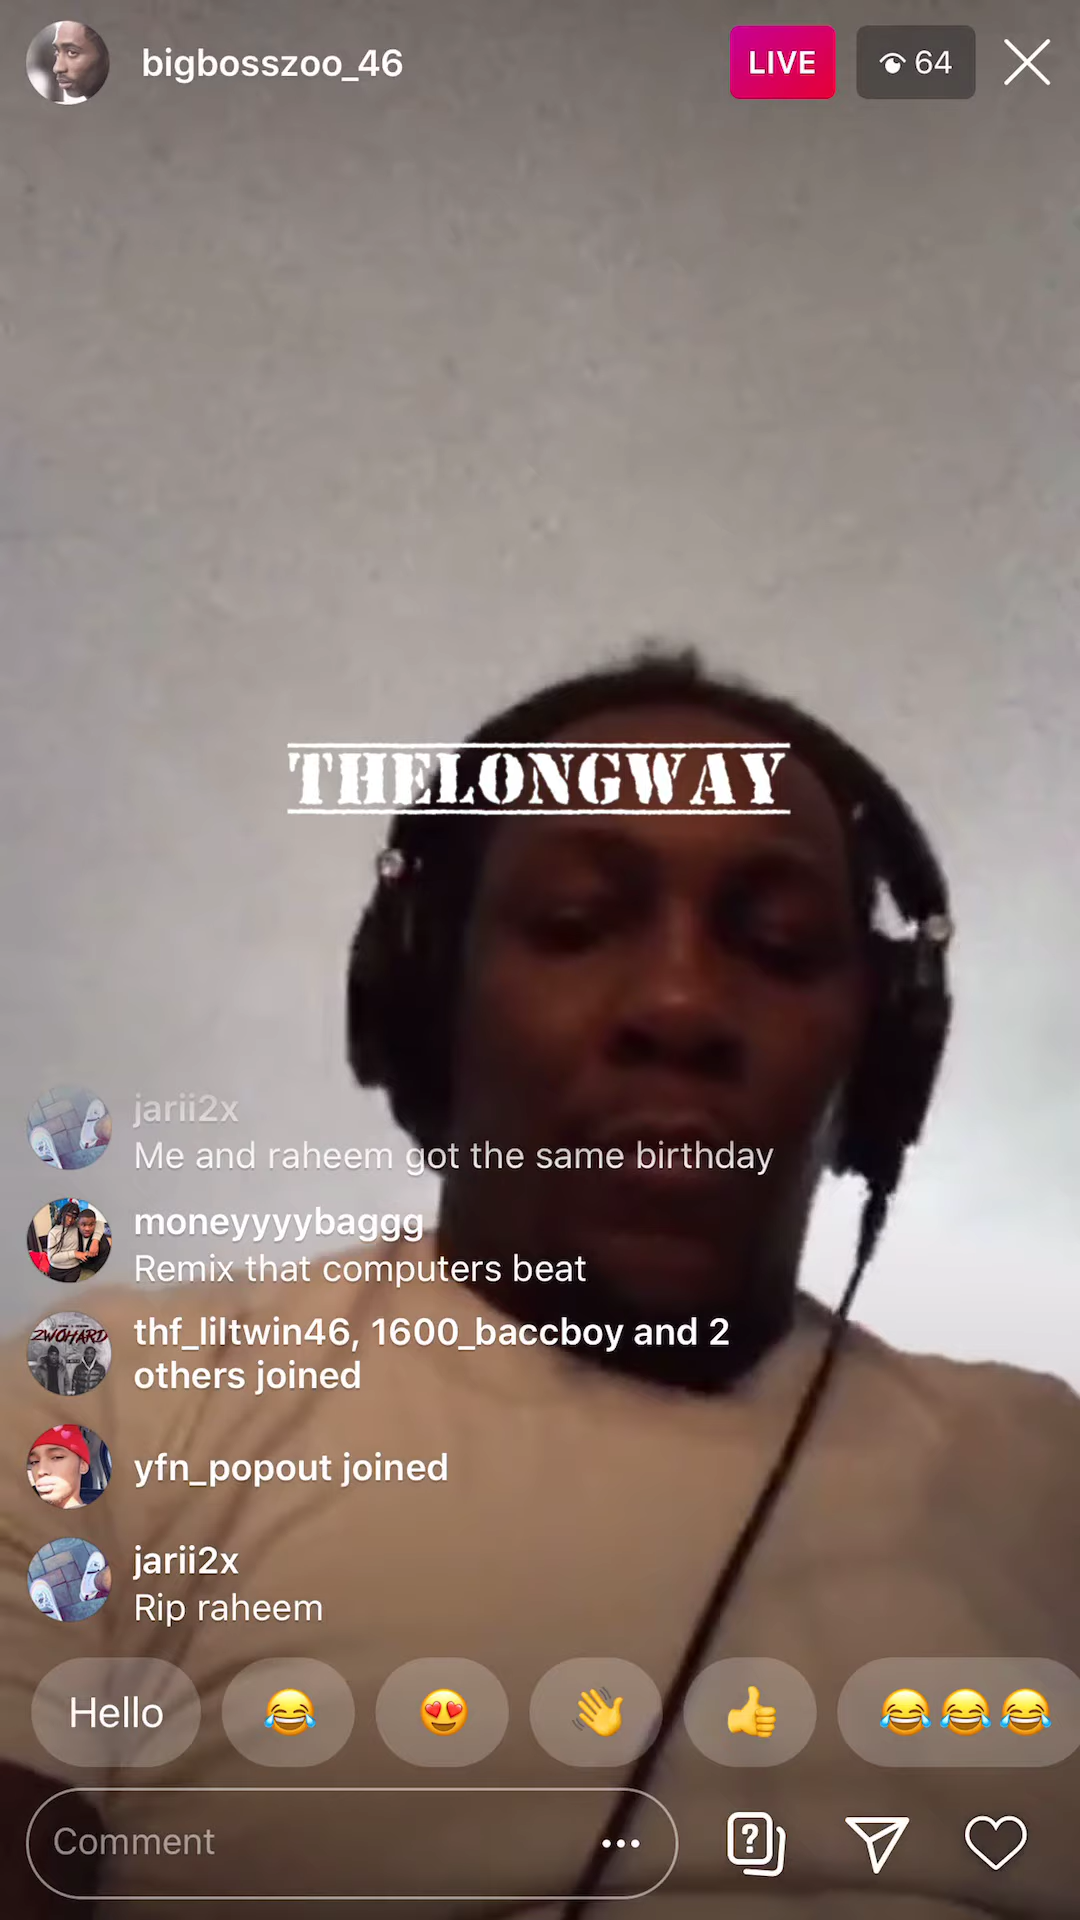 bigbosszoo_46
LIVE
64
THELONGWAY
jarii2x
Me and raheem got the same birthday
moneyyyybaggg
Remix that computers beat
thf_liltwin46, 1600_baccboy and 2
others joined
ZWOHARD
yfn_popout joined
jarii2x
Rip raheem
Hello
Comment